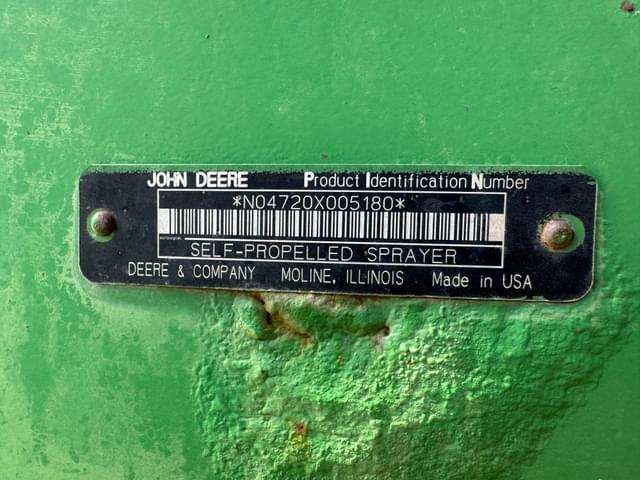 JOHN DEERE Product Identification Number
*N04720X005180*
SELF-PROPELLED SPRAYER
DEERE & COMPANY MOLINE, ILLINOIS Made in USA